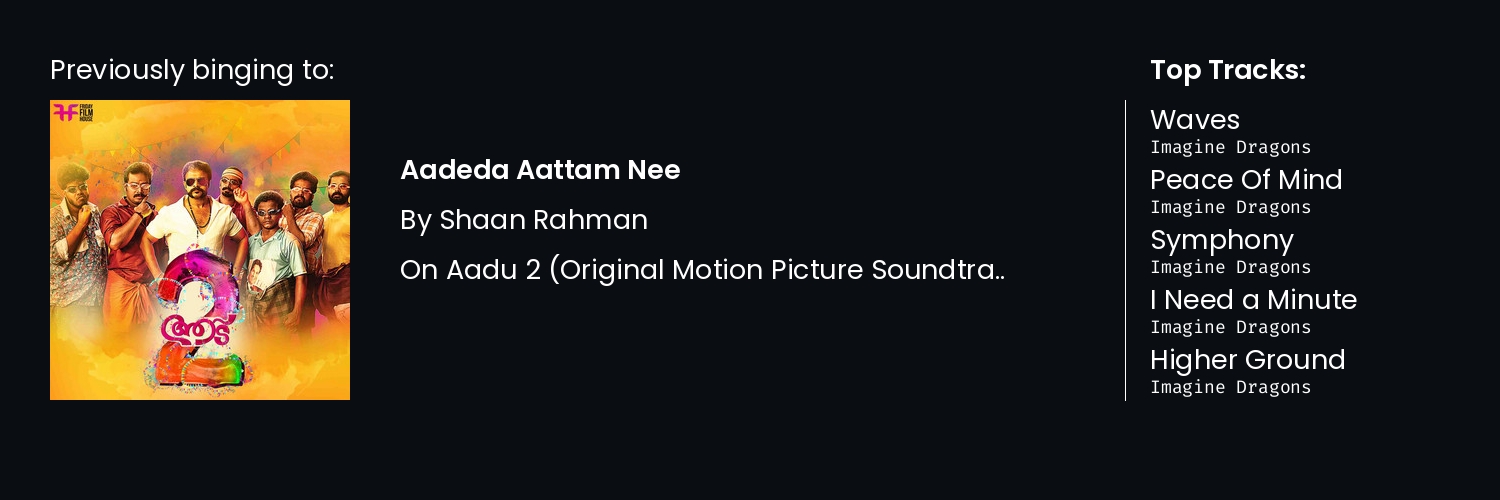 Previously binging to:
FRIDAY
FILM
HOUSE
ആട്
2
Aadeda Aattam Nee
By Shaan Rahman
On Aadu 2 (Original Motion Picture Soundtra..
Top Tracks:
Waves
Imagine Dragons
Peace Of Mind
Imagine Dragons
Symphony
Imagine Dragons
I Need a Minute
Imagine Dragons
Higher Ground
Imagine Dragons